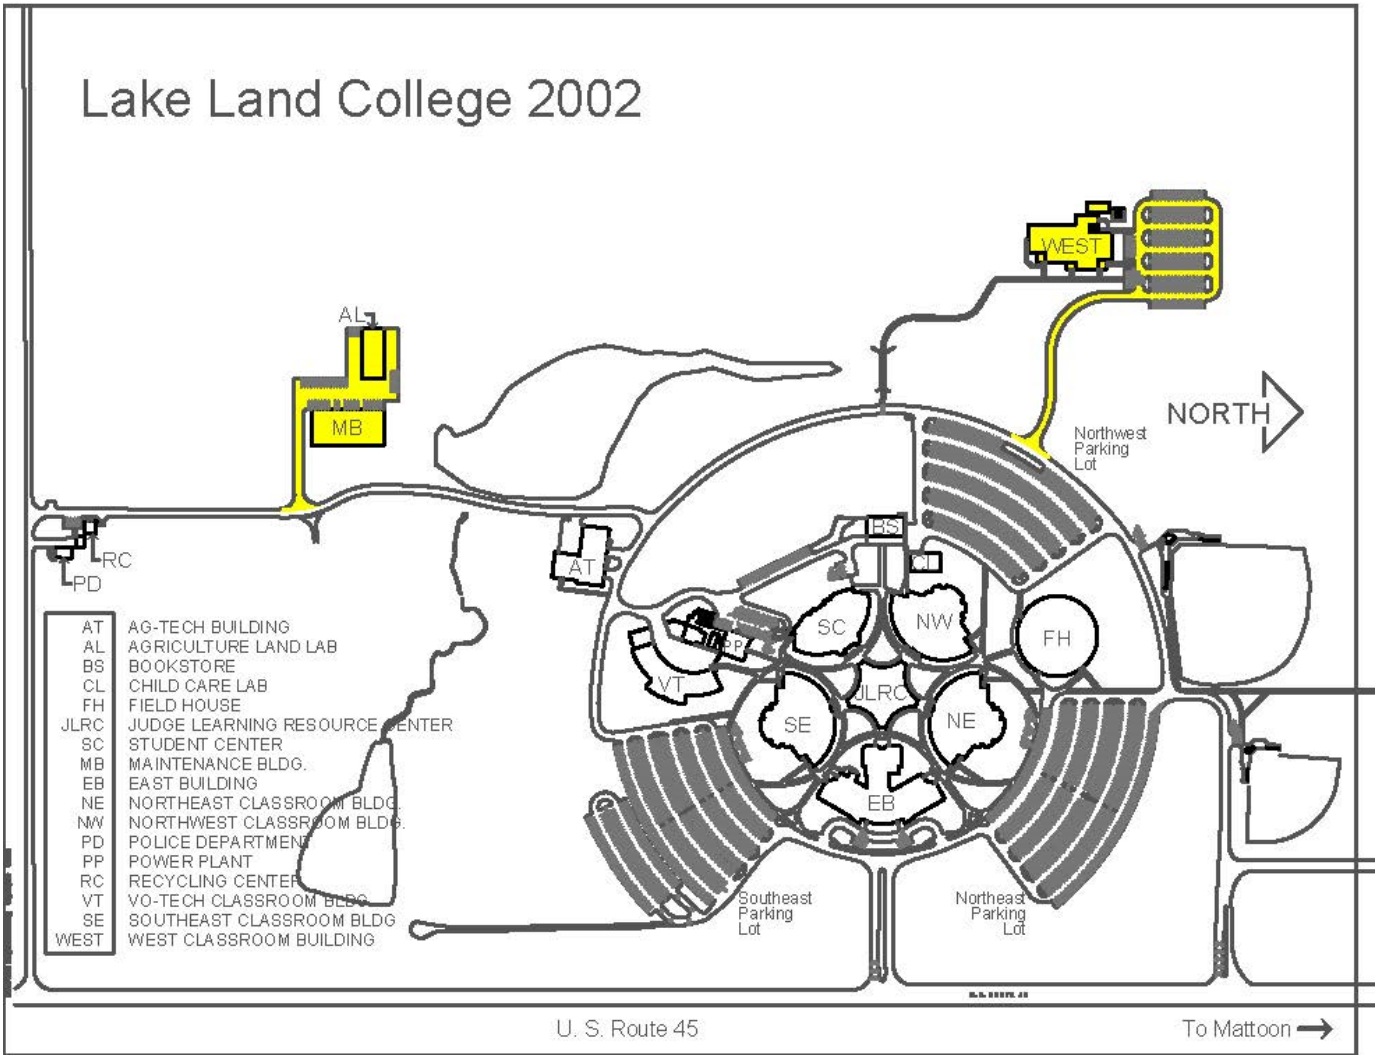 Lake Land College 2002
WEST
AL
MB
NORTH
Northwest
Parking
Lot
BS
RC
AT
CL
PD
SC
NW
FH
PP
VT
JLRC
SE
NE
EB
AT AG-TECH BUILDING
AL AGRICULTURE LAND LAB
BS BOOKSTORE
CL CHILD CARE LAB
FH FIELD HOUSE
JLRC JUDGE LEARNING RESOURCE CENTER
SC STUDENT CENTER
MB MAINTENANCE BLDG.
EB EAST BUILDING
NE NORTHEAST CLASSROOM BLDG.
NW NORTHWEST CLASSROOM BLDG.
PD POLICE DEPARTMENT
PP POWER PLANT
RC RECYCLING CENTER
VT VO-TECH CLASSROOM BLDG
SE SOUTHEAST CLASSROOM BLDG
WEST WEST CLASSROOM BUILDING
Southeast
Parking
Lot
Northeast
Parking
Lot
U. S. Route 45
To Mattoon